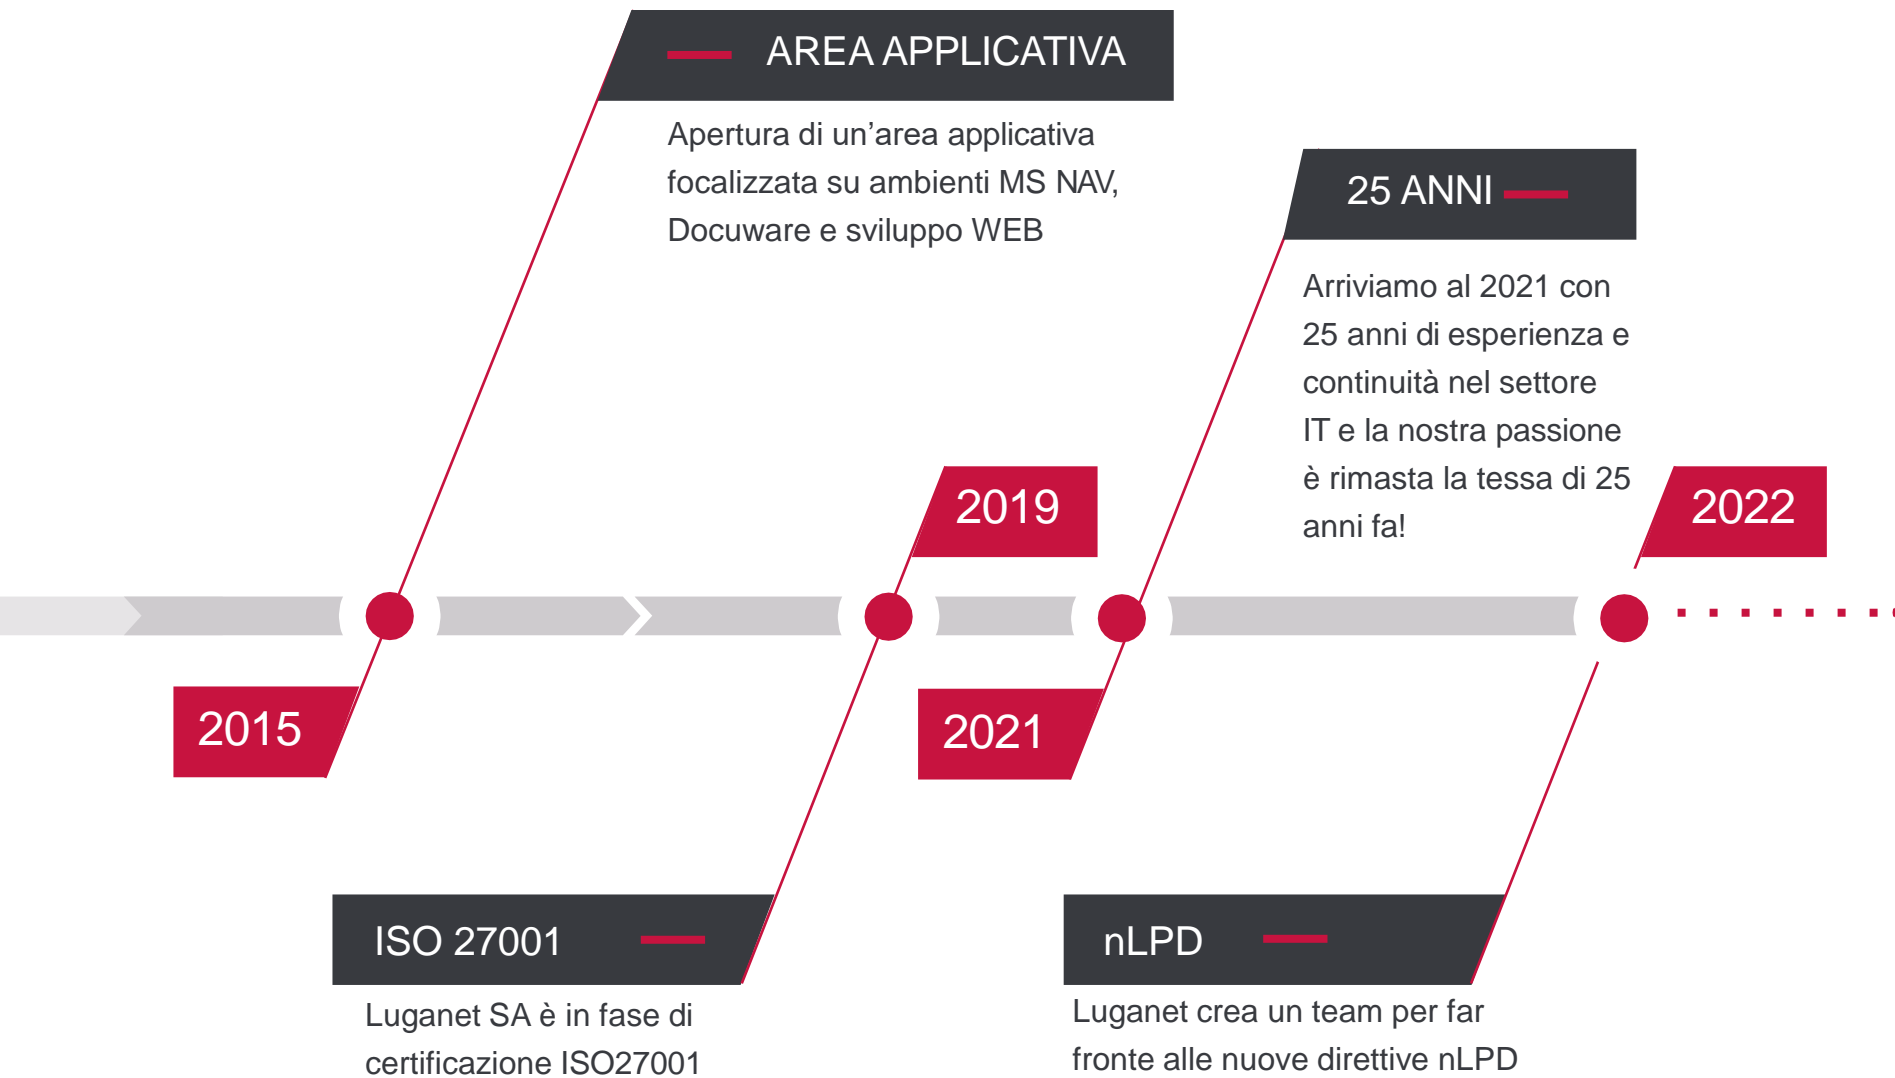 AREA APPLICATIVA
Apertura di un’area applicativa
focalizzata su ambienti MS NAV,
Docuware e sviluppo WEB
25 ANNI
Arriviamo al 2021 con
25 anni di esperienza e
continuità nel settore
IT e la nostra passione
è rimasta la tessa di 25
anni fa!
2019
2022
2015
2021
ISO 27001
Luganet SA è in fase di
certificazione ISO27001
nLPD
Luganet crea un team per far
fronte alle nuove direttive nLPD